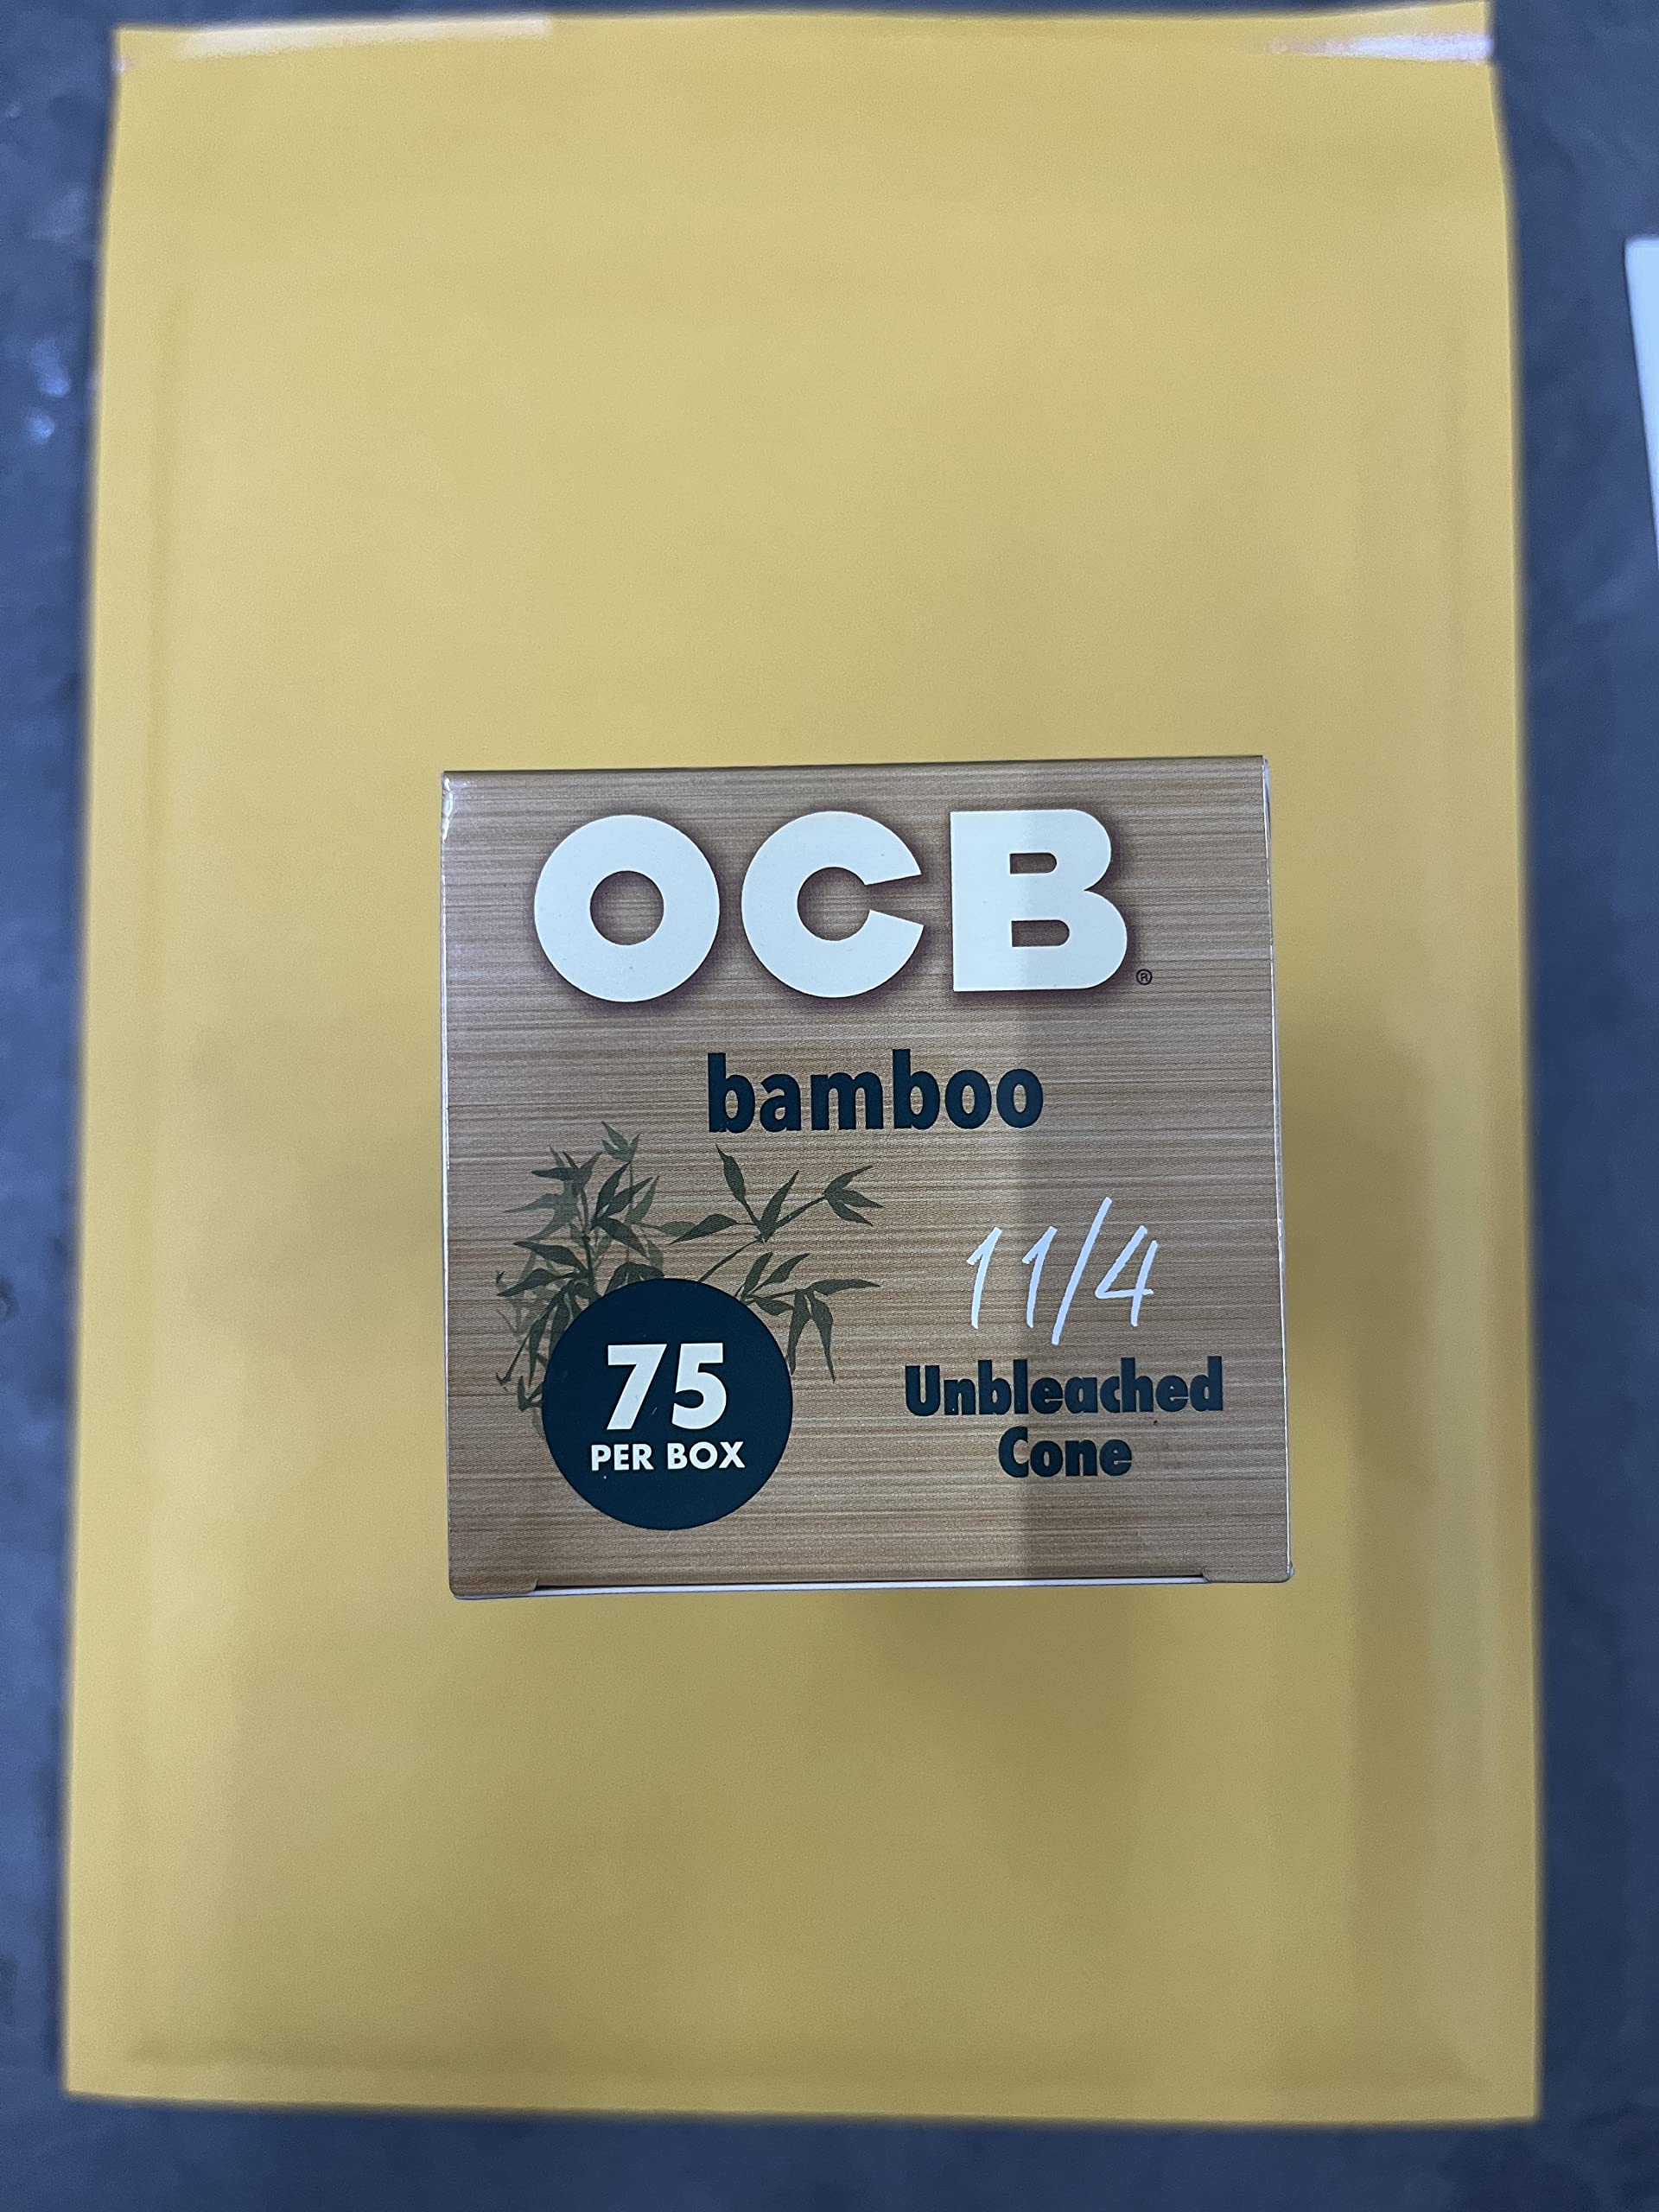 OCB®
bamboo
1 1/4
Unbleached
Cone
75
PER BOX